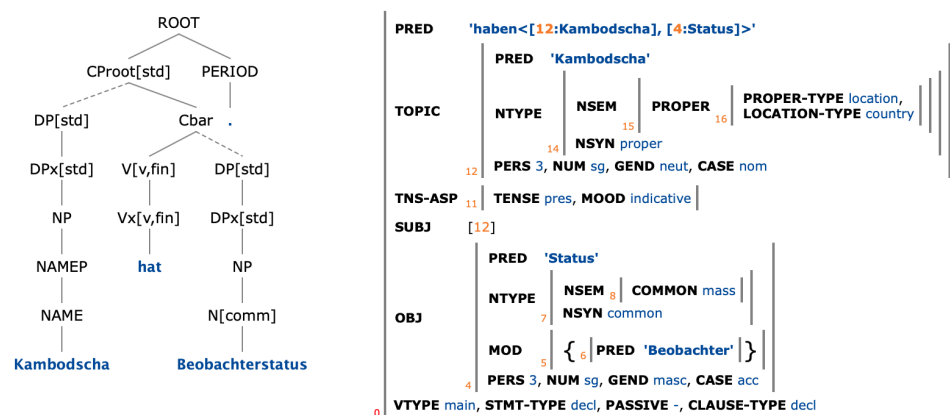 ROOT
CProot[std] PERIOD
DP[std] Cbar .
DPx[std] V[v,fin] DP[std]
NP Vx[v,fin] DPx[std]
NAMEP hat NP
NAME N[comm]
Kambodscha Beobachterstatus
PRED 'haben<[12:Kambodscha], [4:Status]>'
PRED 'Kambodscha'
TOPIC NTYPE NSEM PROPER PROPER-TYPE location,
LOCATION-TYPE country
16
15
NSYN proper
14
PERS 3, NUM sg, GEND neut, CASE nom
12
TNS-ASP 11 TENSE pres, MOOD indicative
SUBJ [12]
PRED 'Status'
OBJ NTYPE NSEM 8 COMMON mass
NSYN common
7
MOD 5 { 6 PRED 'Beobachter' }
PERS 3, NUM sg, GEND masc, CASE acc
4
VTYPE main, STMT-TYPE decl, PASSIVE -, CLAUSE-TYPE decl
0